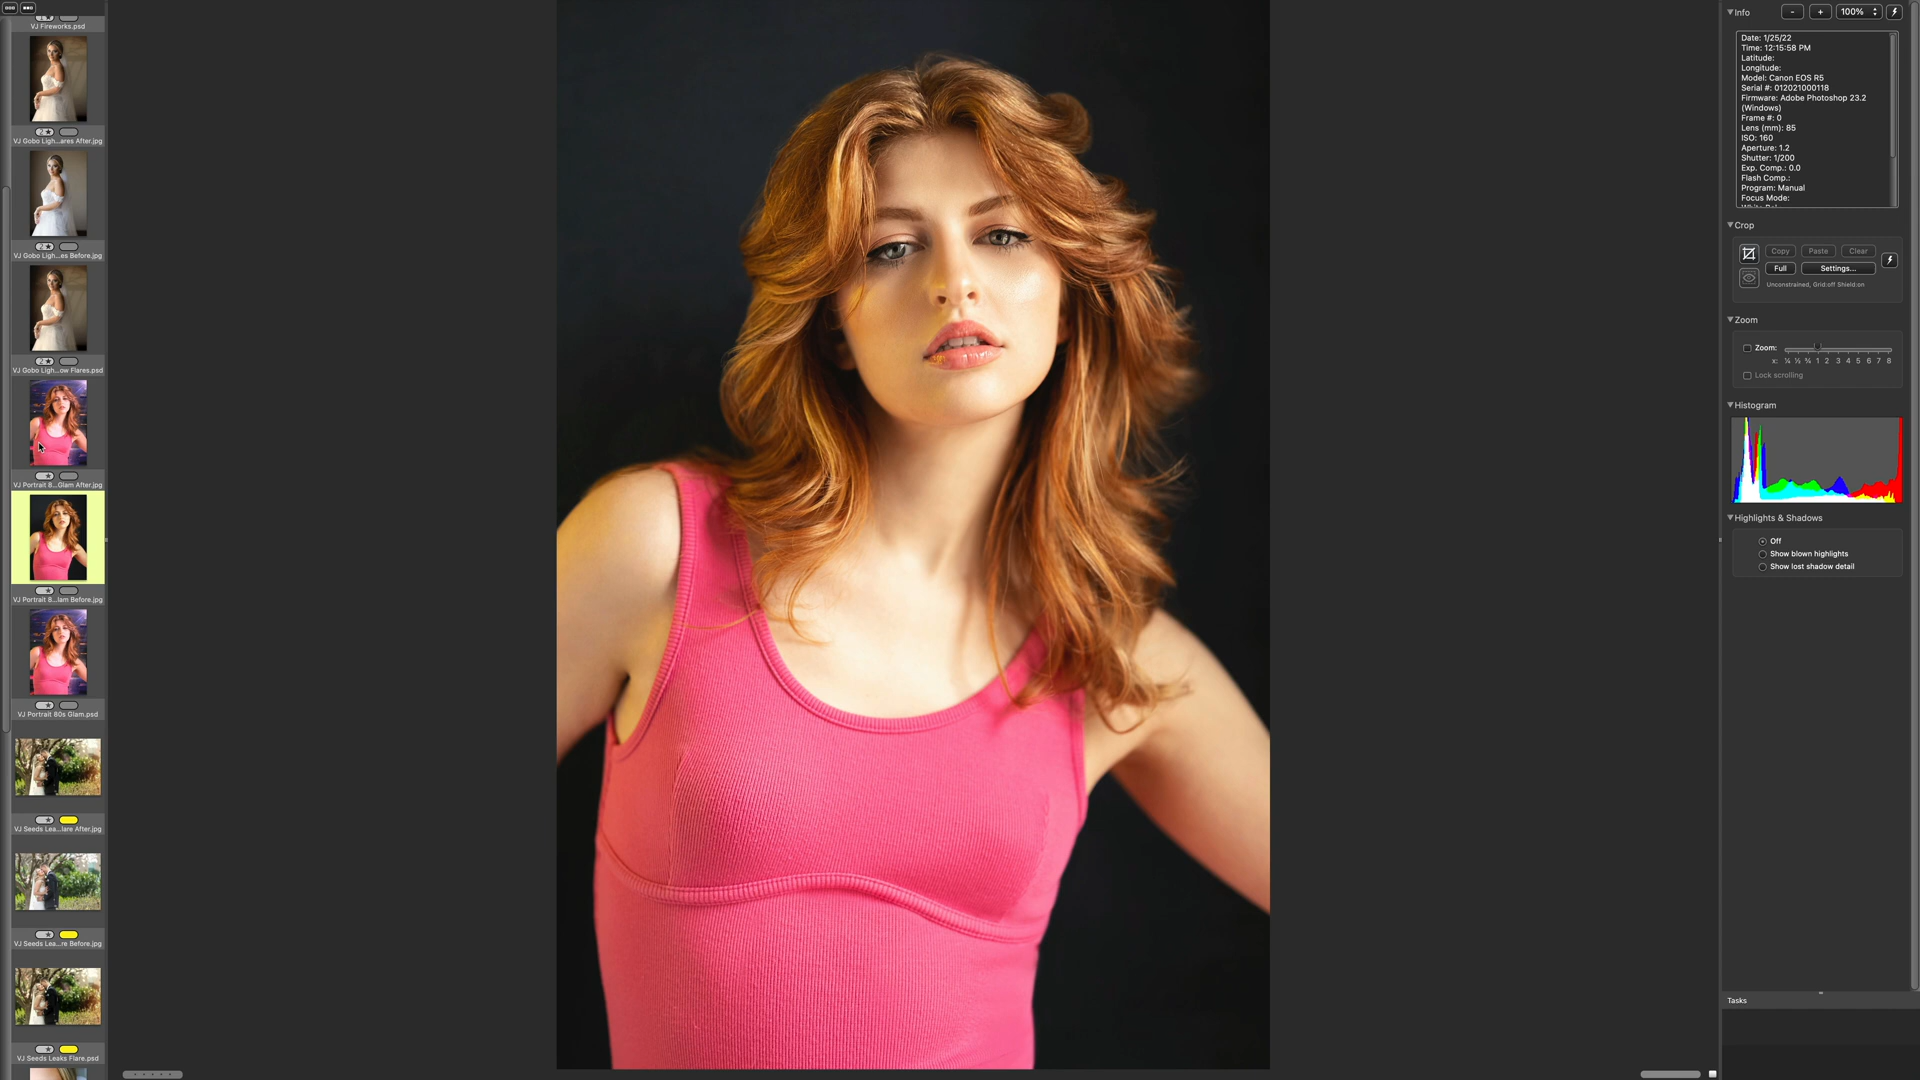 VJ Fireworks.psd
VJ Gobo Ligh...ares After.jpg
VJ Gobo Ligh...es Before.jpg
VJ Gobo Ligh...ow Flares.psd
VJ Portrait 8...Glam After.jpg
VJ Portrait 8...lam Before.jpg
VJ Portrait 80s Glam.psd
VJ Seeds Lea...lare After.jpg
VJ Seeds Lea...re Before.jpg
VJ Seeds Leaks Flare.psd
Info
-
+
100%
Date: 1/25/22
Time: 12:15:58 PM
Latitude:
Longitude:
Model: Canon EOS R5
Serial #: 012021000118
Firmware: Adobe Photoshop 23.2
(Windows)
Frame #: 0
Lens (mm): 85
ISO: 160
Aperture: 1.2
Shutter: 1/200
Exp. Comp.: 0.0
Flash Comp.:
Program: Manual
Focus Mode:
Crop
Copy Paste Clear
Full Settings...
Unconstrained, Grid:off Shield:on
Zoom
Zoom:
x: ¼ ½ ¾ 1 2 3 4 5 6 7 8
Lock scrolling
Histogram
Highlights & Shadows
Off
Show blown highlights
Show lost shadow detail
Tasks